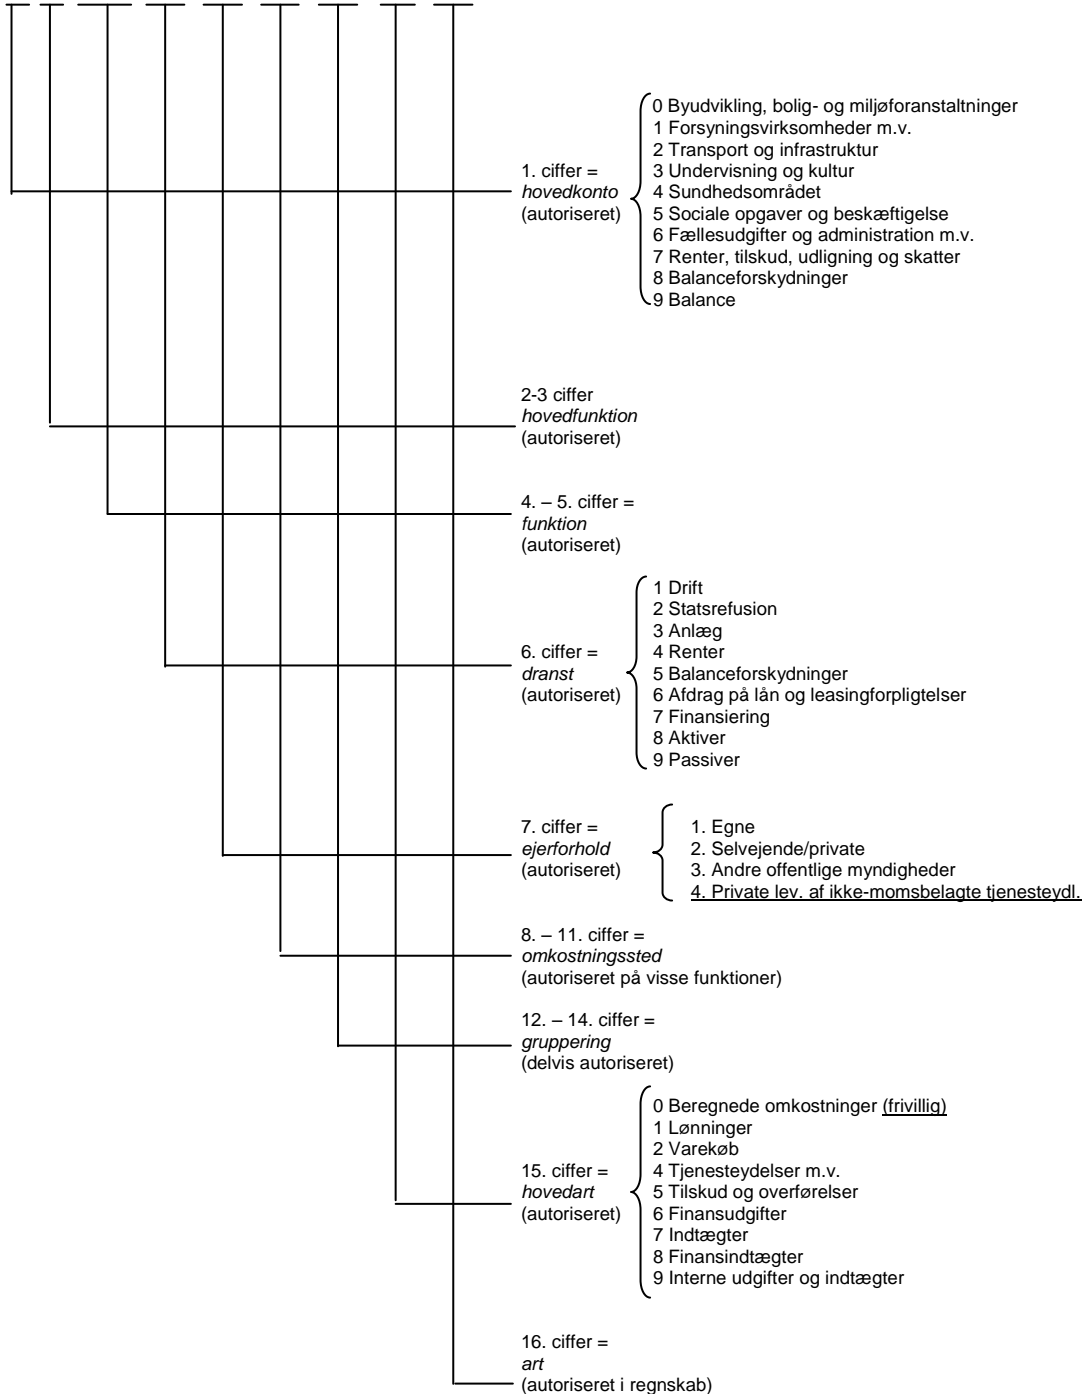 0 Byudvikling, bolig- og miljøforanstaltninger
1 Forsyningsvirksomheder m.v.
2 Transport og infrastruktur
3 Undervisning og kultur
4 Sundhedsområdet
5 Sociale opgaver og beskæftigelse
6 Fællesudgifter og administration m.v.
7 Renter, tilskud, udligning og skatter
8 Balanceforskydninger
9 Balance
1. ciffer =
hovedkonto
(autoriseret)
2-3 ciffer
hovedfunktion
(autoriseret)
4. – 5. ciffer =
funktion
(autoriseret)
1 Drift
2 Statsrefusion
3 Anlæg
4 Renter
5 Balanceforskydninger
6 Afdrag på lån og leasingforpligtelser
7 Finansiering
8 Aktiver
9 Passiver
6. ciffer =
dranst
(autoriseret)
7. ciffer =
ejerforhold
(autoriseret)
1. Egne
2. Selvejende/private
3. Andre offentlige myndigheder
4. Private lev. af ikke-momsbelagte tjenesteydl.
8. – 11. ciffer =
omkostningssted
(autoriseret på visse funktioner)
12. – 14. ciffer =
gruppering
(delvis autoriseret)
0 Beregnede omkostninger (frivillig)
1 Lønninger
2 Varekøb
4 Tjenesteydelser m.v.
5 Tilskud og overførelser
6 Finansudgifter
7 Indtægter
8 Finansindtægter
9 Interne udgifter og indtægter
15. ciffer =
hovedart
(autoriseret)
16. ciffer =
art
(autoriseret i regnskab)